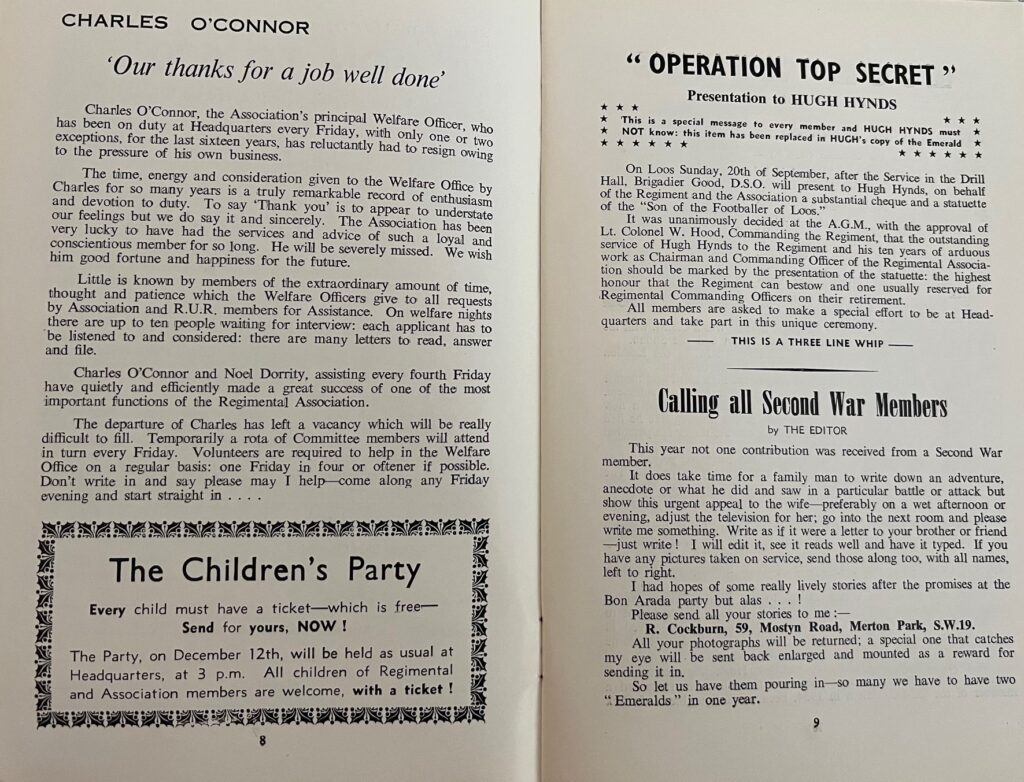 CHARLES O'CONNOR
'Our thanks for a job well done'
Charles O'Connor, the Association's principal Welfare Officer, who
has been on duty at Headquarters every Friday, with only one or two
exceptions, for the last sixteen years, has reluctantly had to resign owing
to the pressure of his own business.
The time, energy and consideration given to the Welfare Office by
Charles for so many years is a truly remarkable record of enthusiasm
and devotion to duty. To say 'Thank you' is to appear to understate
our feelings but we do say it and sincerely. The Association has been
very lucky to have had the services and advice of such a loyal and
conscientious member for so long. He will be severely missed. We wish
him good fortune and happiness for the future.
Little is known by members of the extraordinary amount of time,
thought and patience which the Welfare Officers give to all requests
by Association and R.U.R. members for Assistance. On welfare nights
there are up to ten people waiting for interview: each applicant has to
be listened to and considered: there are many letters to read, answer
and file.
Charles O'Connor and Noel Dorrity, assisting every fourth Friday
have quietly and efficiently made a great success of one of the most
important functions of the Regimental Association.
The departure of Charles has left a vacancy which will be really
difficult to fill. Temporarily a rota of Committee members will attend
in turn every Friday. Volunteers are required to help in the Welfare
Office on a regular basis: one Friday in four or oftener if possible.
Don't write in and say please may I help—come along any Friday
evening and start straight in . . . .
The Children's Party
Every child must have a ticket—which is free—
Send for yours, NOW !
The Party, on December 12th, will be held as usual at
Headquarters, at 3 p.m. All children of Regimental
and Association members are welcome, with a ticket !
8
" OPERATION TOP SECRET "
Presentation to HUGH HYNDS
This is a special message to every member and HUGH HYNDS must
NOT know: this item has been replaced in HUGH's copy of the Emerald
On Loos Sunday, 20th of September, after the Service in the Drill
Hall, Brigadier Good, D.S.O. will present to Hugh Hynds, on behalf
of the Regiment and the Association a substantial cheque and a statuette
of the "Son of the Footballer of Loos."
It was unanimously decided at the A.G.M., with the approval of
Lt. Colonel W. Hood, Commanding the Regiment, that the outstanding
service of Hugh Hynds to the Regiment and his ten years of arduous
work as Chairman and Commanding Officer of the Regimental Associa-
tion should be marked by the presentation of the statuette: the highest
honour that the Regiment can bestow and one usually reserved for
Regimental Commanding Officers on their retirement.
All members are asked to make a special effort to be at Head-
quarters and take part in this unique ceremony.
—— THIS IS A THREE LINE WHIP ——
Calling all Second War Members
by THE EDITOR
This year not one contribution was received from a Second War
member.
It does take time for a family man to write down an adventure,
anecdote or what he did and saw in a particular battle or attack but
show this urgent appeal to the wife—preferably on a wet afternoon or
evening, adjust the television for her; go into the next room and please
write me something. Write as if it were a letter to your brother or friend
—just write ! I will edit it, see it reads well and have it typed. If you
have any pictures taken on service, send those along too, with all names,
left to right.
I had hopes of some really lively stories after the promises at the
Bon Arada party but alas . . . !
Please send all your stories to me :—
R. Cockburn, 59, Mostyn Road, Merton Park, S.W.19.
All your photographs will be returned; a special one that catches
my eye will be sent back enlarged and mounted as a reward for
sending it in.
So let us have them pouring in—so many we have to have two
"Emeralds" in one year.
9